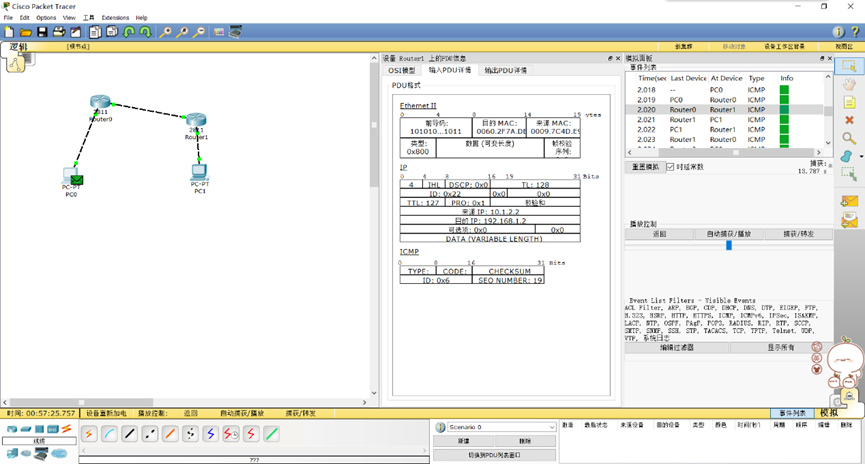 Cisco Packet Tracer
File Edit Options View 工具 Extensions Help
逻辑 [根节点] 新集群 移动对象 设备工作区背景 视图区
2811
Router0
2811
Router1
PC-PT
PC0
PC-PT
PC1
设备 Router1 上的PDU信息
OSI模型 输入PDU详情 输出PDU详情
PDU格式
Ethernet II
0 4 8 14 19
前导码:
101010...1011
目的 MAC:
0060.2F7A.DE
来源 MAC:
0009.7C4D.E9
类型:
0x800
数据 (可变长度)
帧校验
序列:
IP
0 4 8 16 19 31 Bits
4 IHL DSCP: 0x0 TL: 128
ID: 0x22 0x0 0x0
TTL: 127 PRO: 0x1 校验和
来源 IP: 10.1.2.2
目的 IP: 192.168.1.2
可选项: 0x0 0x0
DATA (VARIABLE LENGTH)
ICMP
0 8 16 31 Bits
TYPE: CODE: CHECKSUM
ID: 0x6 SEQ NUMBER: 19
模拟面板
事件列表
Time(sec Last Device At Device Type Info
2.018 -- PC0 ICMP
2.019 PC0 Router0 ICMP
2.020 Router0 Router1 ICMP
2.021 Router1 PC1 ICMP
2.022 PC1 Router1 ICMP
2.023 Router1 Router0 ICMP
重置模拟 时延常数 捕获:
13.787 s
播放控制
返回 自动捕获/播放 捕获/转发
Event List Filters - Visible Events
ACL Filter, ARP, BGP, CDP, DHCP, DNS, DTP, EIGRP, FTP,
H.323, HSRP, HTTP, HTTPS, ICMP, ICMPv6, IPSec, ISAKMP,
LACP, NTP, OSPF, PAgP, POP3, RADIUS, RIP, RTP, SCCP,
SMTP, SNMP, SSH, STP, TACACS, TCP, TFTP, Telnet, UDP,
VTP, 系统日志
编辑过滤器 显示所有
时间: 00:57:25.757 设备重新加电 播放控制: 返回 自动捕获/播放 捕获/转发 事件列表 模拟
线缆
???
Scenario 0
新建 删除
切换到PDU列表窗口
激活 最后状态 来源设备 目的设备 类型 颜色 时间(秒) 周期 顺序 编辑 删除